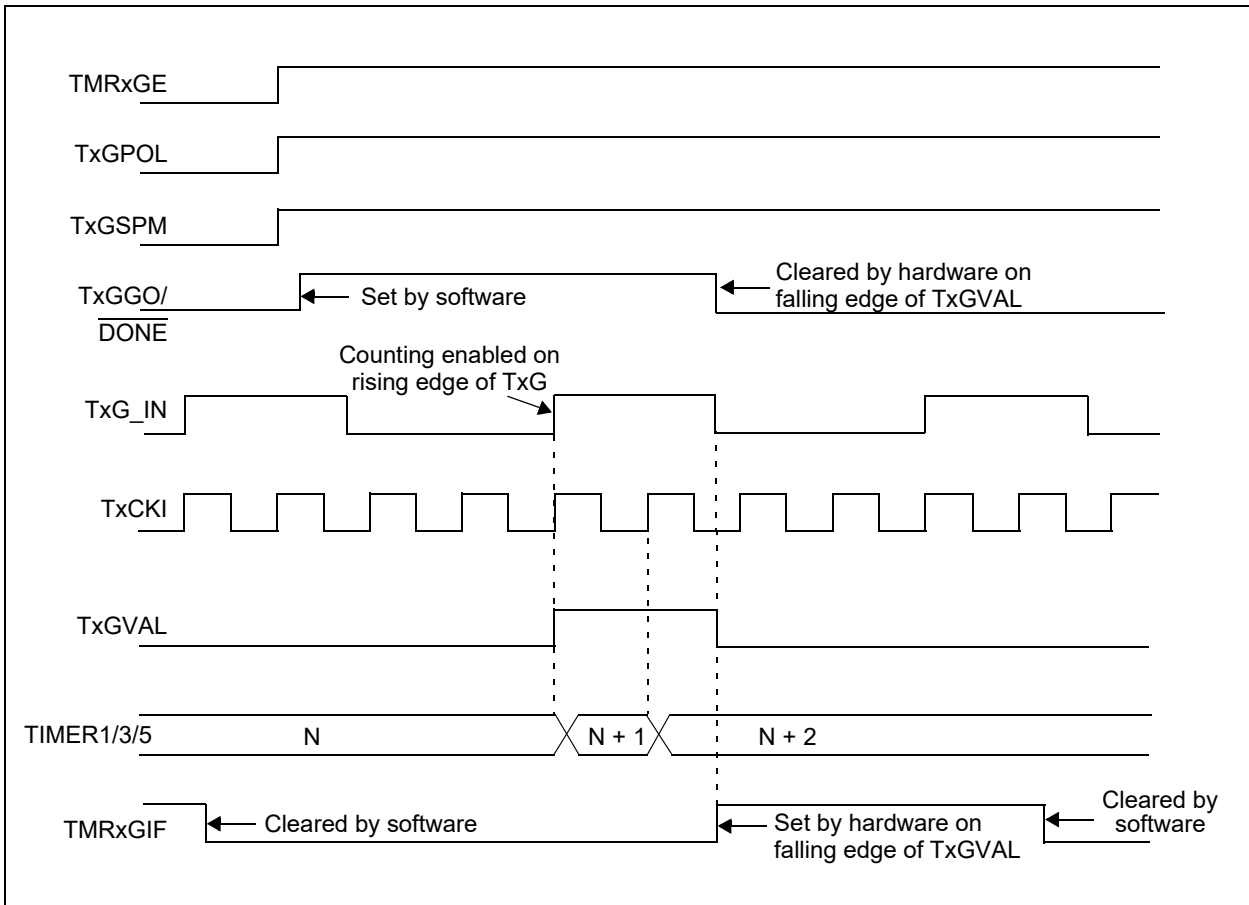 TMRxGE
TxGPOL
TxGSPM
TxGGO/
DONE
Set by software
Cleared by hardware on
falling edge of TxGVAL
Counting enabled on
rising edge of TxG
TxG_IN
TxCKI
TxGVAL
TIMER1/3/5
N
N + 1
N + 2
TMRxGIF
Cleared by software
Set by hardware on
falling edge of TxGVAL
Cleared by
software